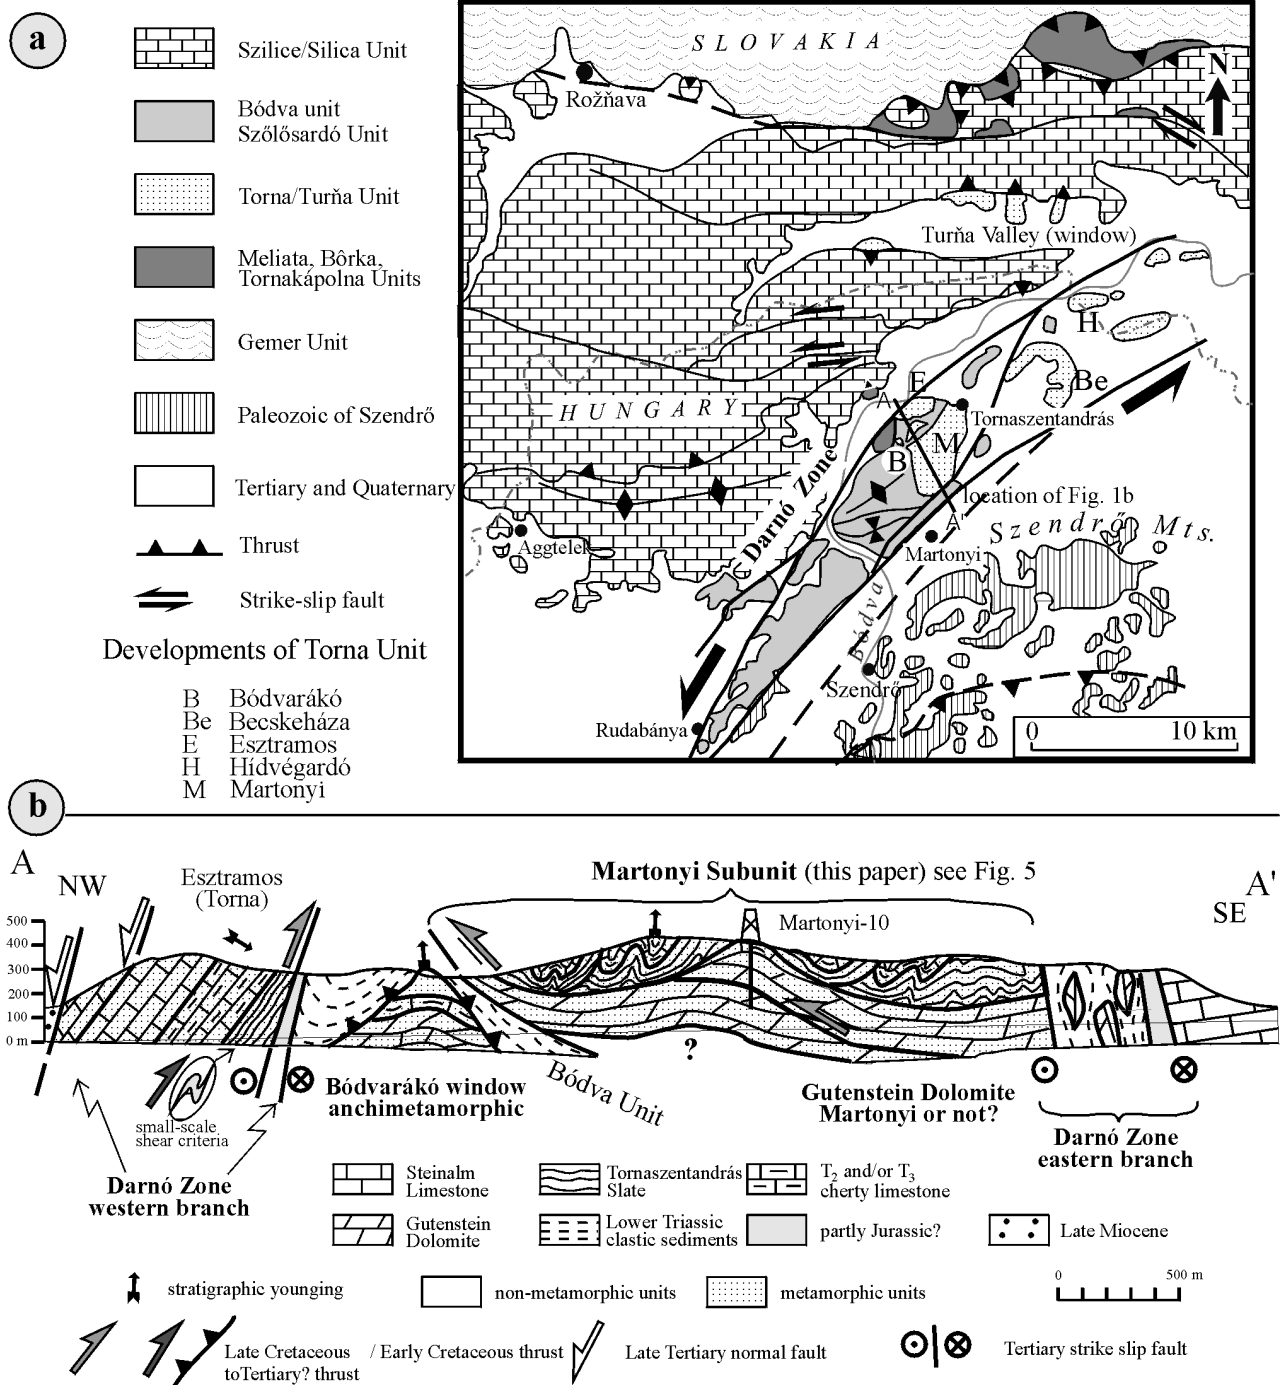 a
Szilice/Silica Unit
Bódva unit
Szőlősardó Unit
Torna/Turňa Unit
Meliata, Bôrka,
Tornakápolna Units
Gemer Unit
Paleozoic of Szendrő
Tertiary and Quaternary
Thrust
Strike-slip fault
Developments of Torna Unit
B Bódvarákó
Be Becskeháza
E Esztramos
H Hídvégardó
M Martonyi
SLOVAKIA
N
Rožňava
Turňa Valley (window)
H
Be
E
A
HUNGARY
Tornaszentandrás
M
B
Darnó Zone
location of Fig. 1b
A'
Szendrő Mts.
Aggtelek
Martonyi
Bódva
Szendrő
Rudabánya
0 10 km
b
A
NW
Esztramos
(Torna)
Martonyi Subunit (this paper) see Fig. 5
A'
SE
Martonyi-10
500
400
300
200
100
0 m
?
small-scale
shear criteria
Bódvarákó window
anchimetamorphic
Bódva Unit
Gutenstein Dolomite
Martonyi or not?
Darnó Zone
eastern branch
Darnó Zone
western branch
Steinalm
Limestone
Tornaszentandrás
Slate
T2 and/or T3
cherty limestone
Gutenstein
Dolomite
Lower Triassic
clastic sediments
partly Jurassic?
Late Miocene
stratigraphic younging
non-metamorphic units
metamorphic units
0 500 m
Late Cretaceous / Early Cretaceous thrust
toTertiary? thrust
Late Tertiary normal fault
Tertiary strike slip fault